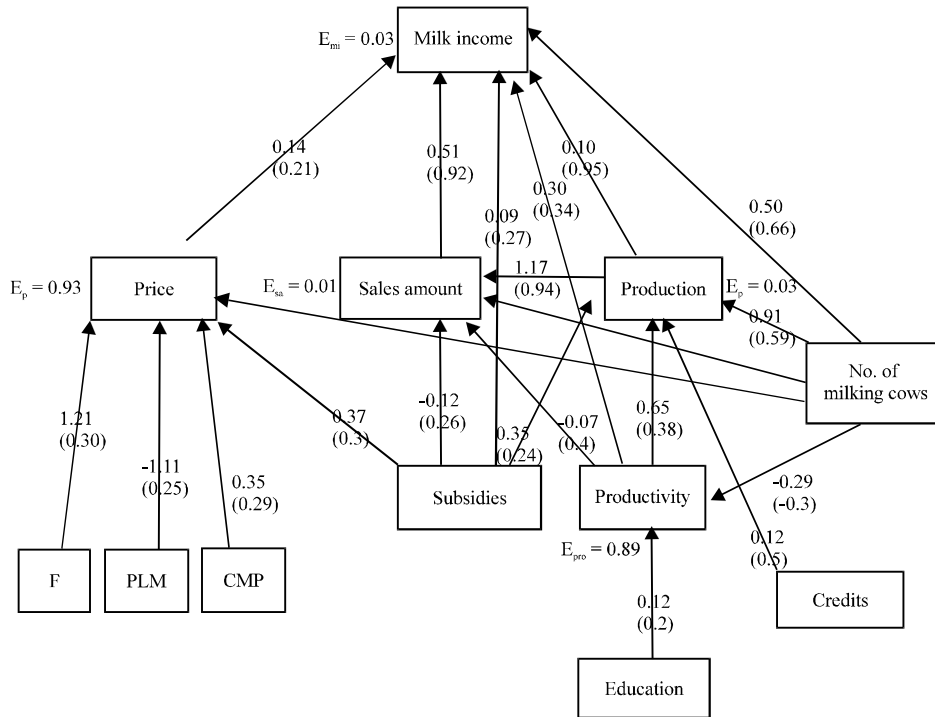 E_mi = 0.03
Milk income
0.14
(0.21)
0.51
(0.92)
0.10
(0.95)
0.30
(0.34)
0.09
(0.27)
0.50
(0.66)
E_p = 0.93
Price
E_sa = 0.01
Sales amount
1.17
(0.94)
Production
E_p = 0.03
0.91
(0.59)
No. of
milking cows
1.21
(0.30)
-1.11
(0.25)
0.35
(0.29)
0.37
(0.3)
-0.12
(0.26)
0.35
(0.24)
-0.07
(0.4)
0.65
(0.38)
-0.29
(-0.3)
Subsidies
Productivity
E_pro = 0.89
0.12
(0.5)
F
PLM
CMP
Credits
0.12
(0.2)
Education